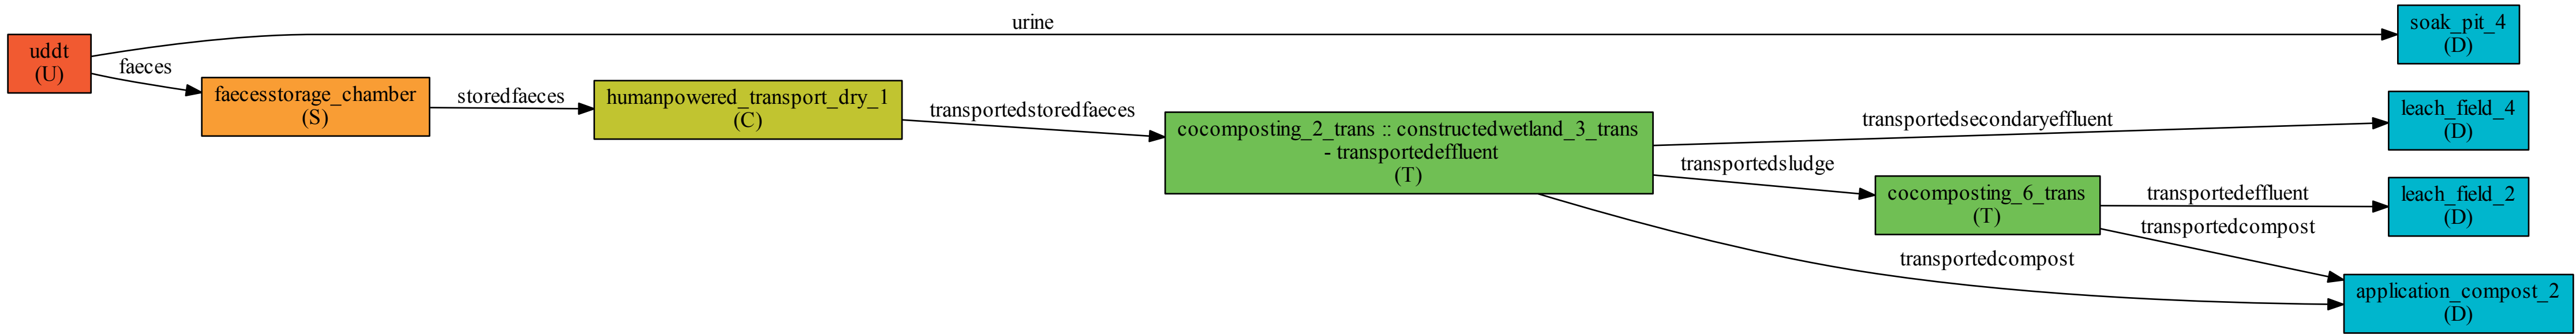 uddt
(U)
urine
faeces
faecesstorage_chamber
(S)
storedfaeces
humanpowered_transport_dry_1
(C)
transportedstoredfaeces
cocomposting_2_trans :: constructedwetland_3_trans
- transportedeffluent
(T)
transportedsecondaryeffluent
transportedsludge
transportedcompost
cocomposting_6_trans
(T)
transportedeffluent
transportedcompost
soak_pit_4
(D)
leach_field_4
(D)
leach_field_2
(D)
application_compost_2
(D)